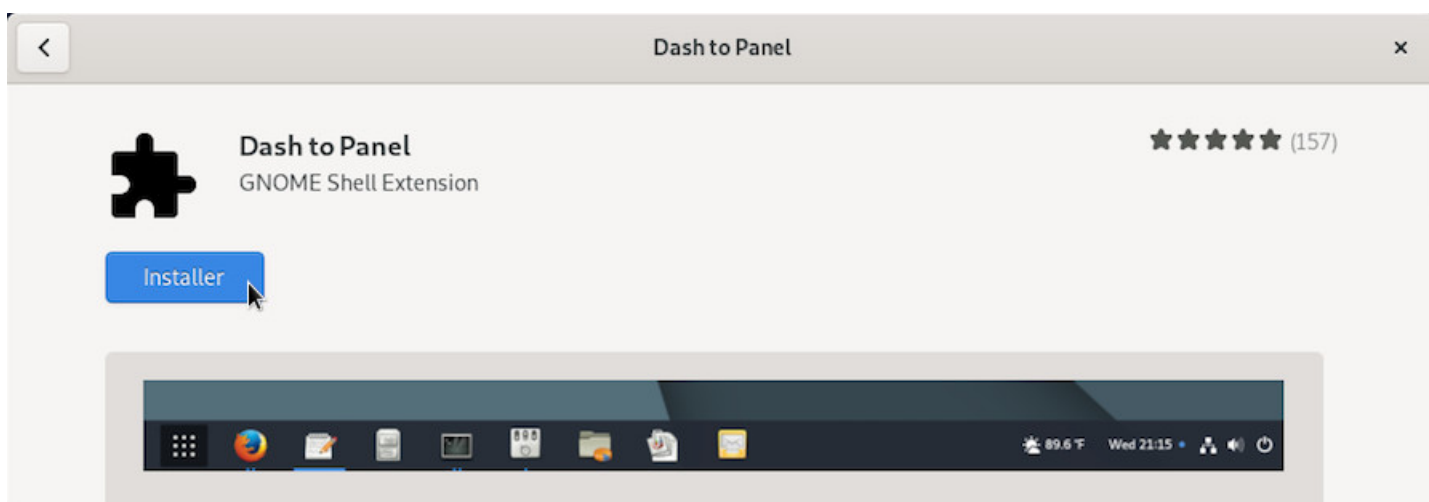 Dash to Panel
Dash to Panel
(157)
GNOME Shell Extension
Installer
89.6 °F Wed 21:15